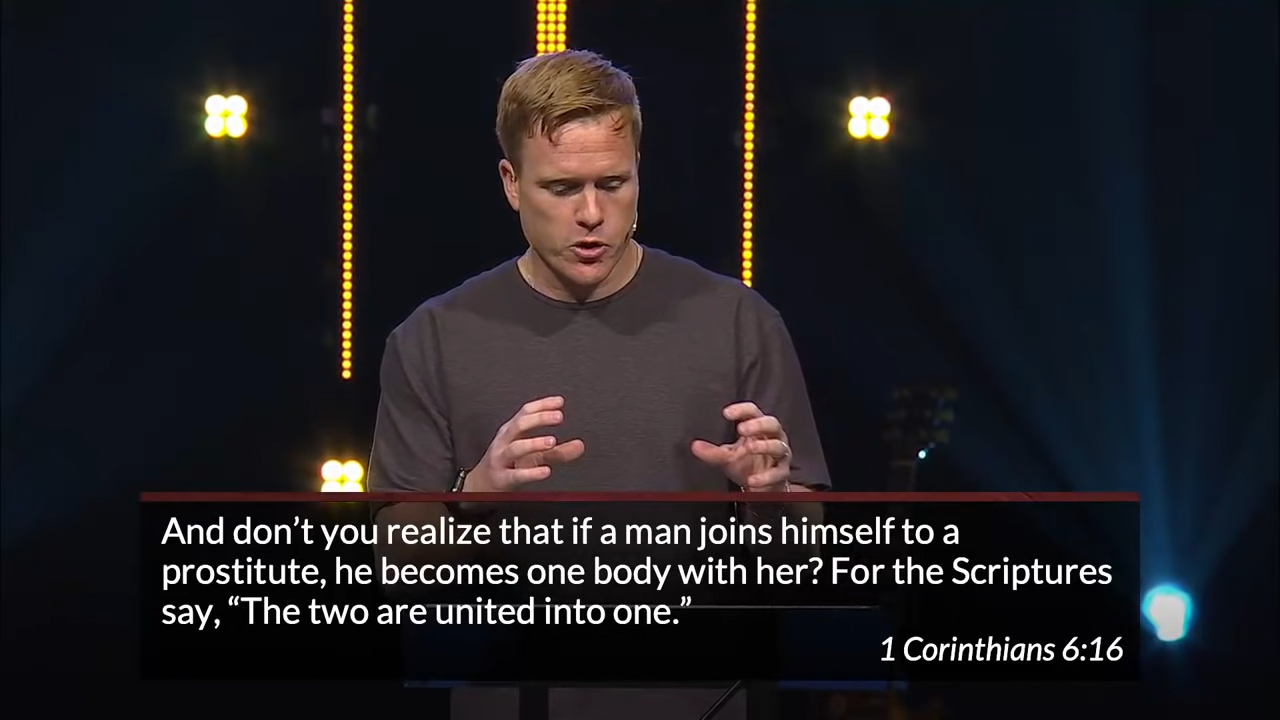 And don’t you realize that if a man joins himself to a
prostitute, he becomes one body with her? For the Scriptures
say, “The two are united into one.”
1 Corinthians 6:16